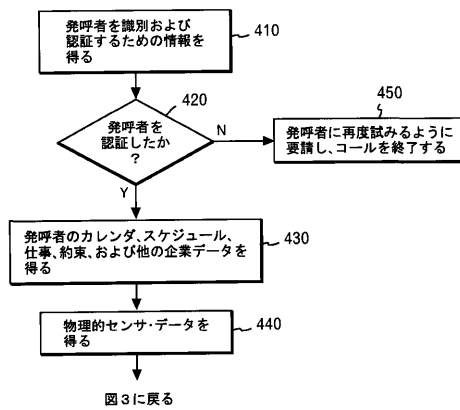 発呼者を識別および
認証するための情報を
得る
410
420
発呼者を
認証したか
?
N
Y
450
発呼者に再度試みるように
要請し、コールを終了する
発呼者のカレンダ、スケジュール、
仕事、約束、および他の企業データを
得る
430
物理的センサ・データを
得る
440
図3に戻る